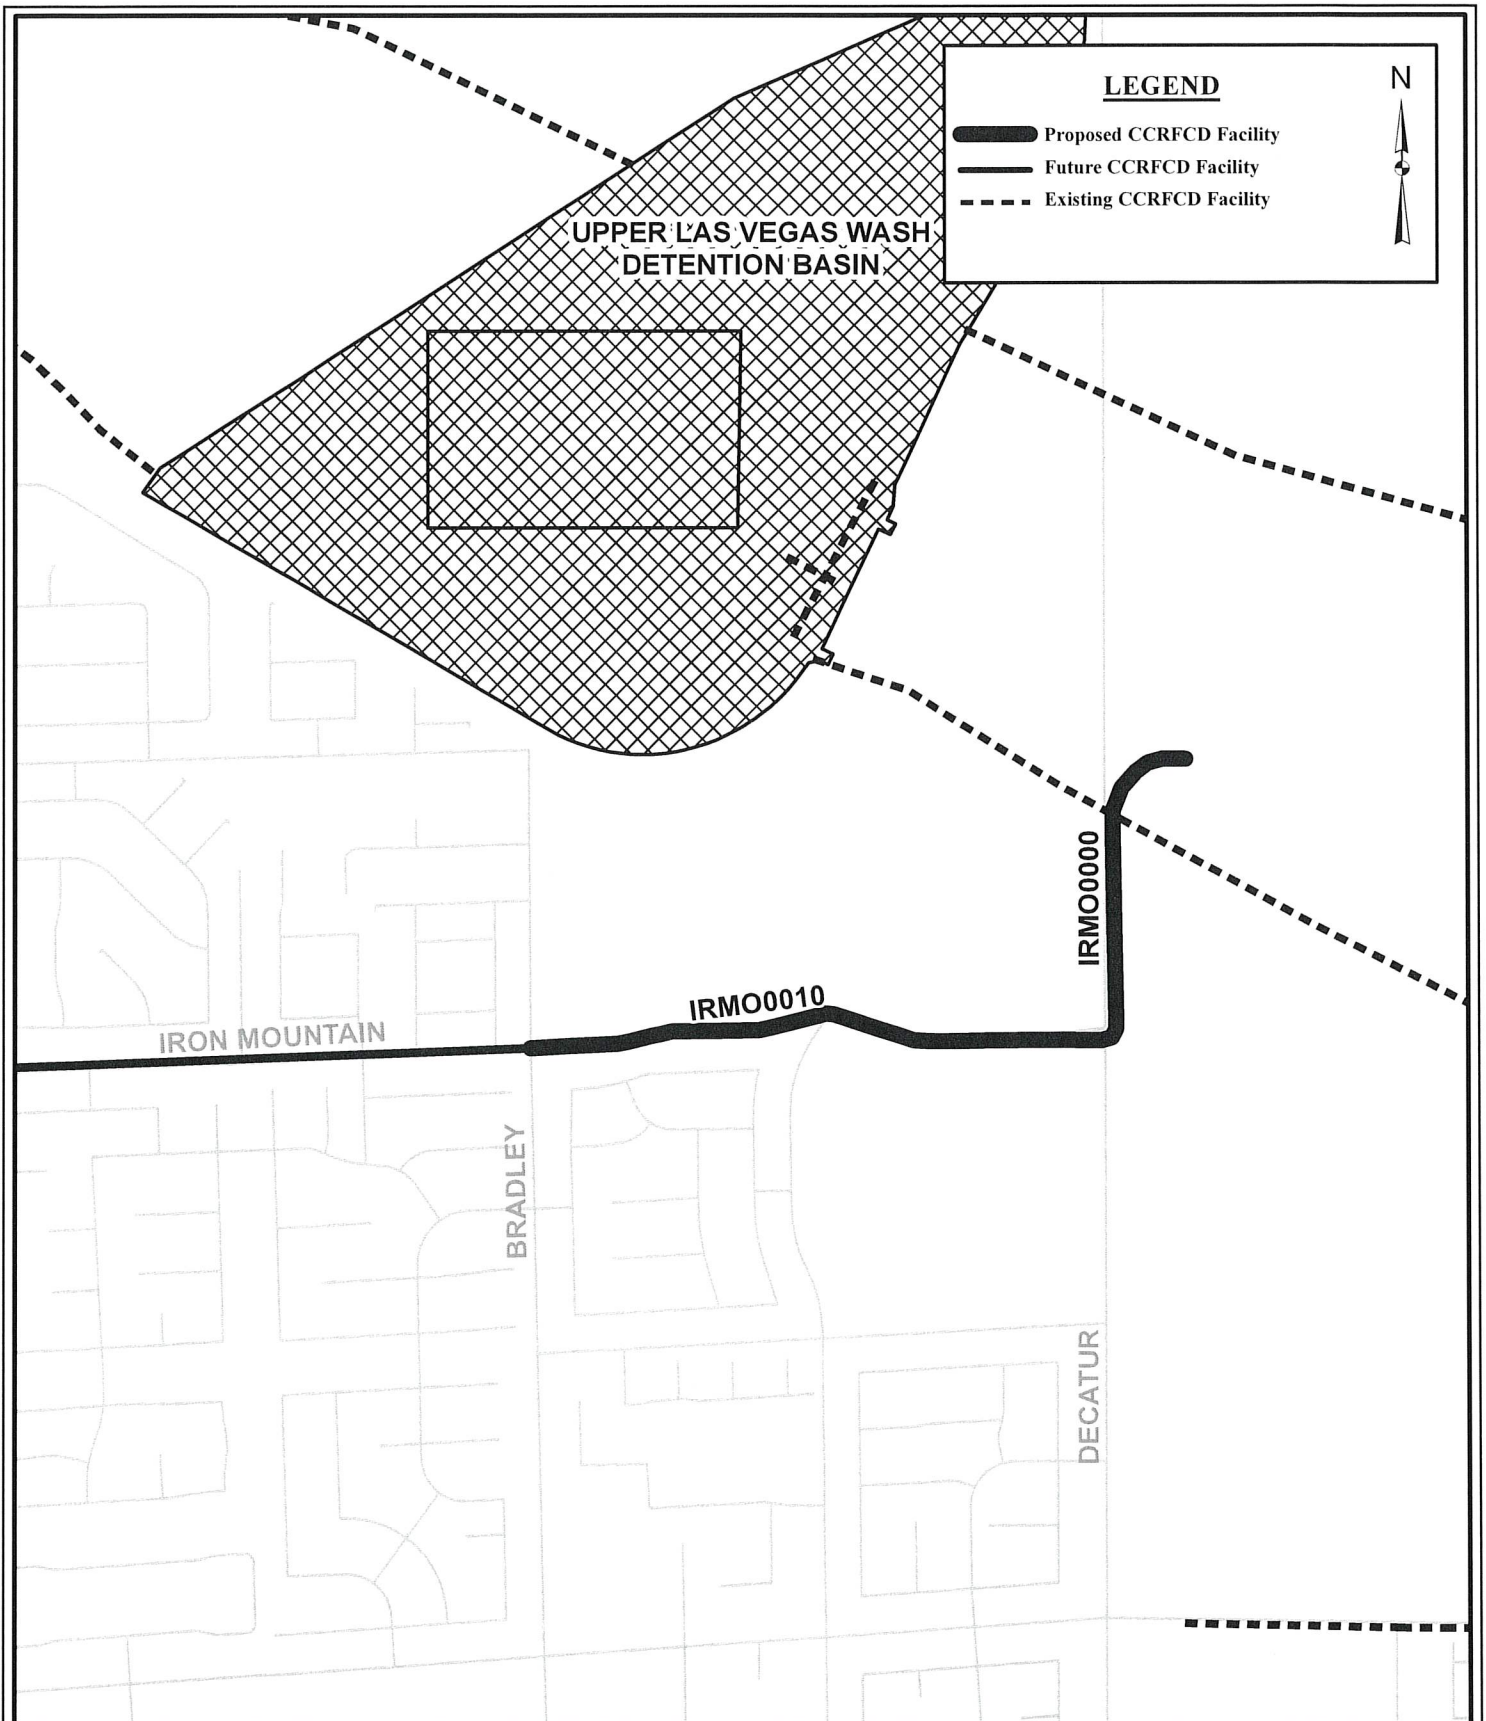 LEGEND
N
Proposed CCRFCD Facility
Future CCRFCD Facility
Existing CCRFCD Facility
UPPER LAS VEGAS WASH
DETENTION BASIN
IRMO0000
IRMO0010
IRON MOUNTAIN
BRADLEY
DECATUR